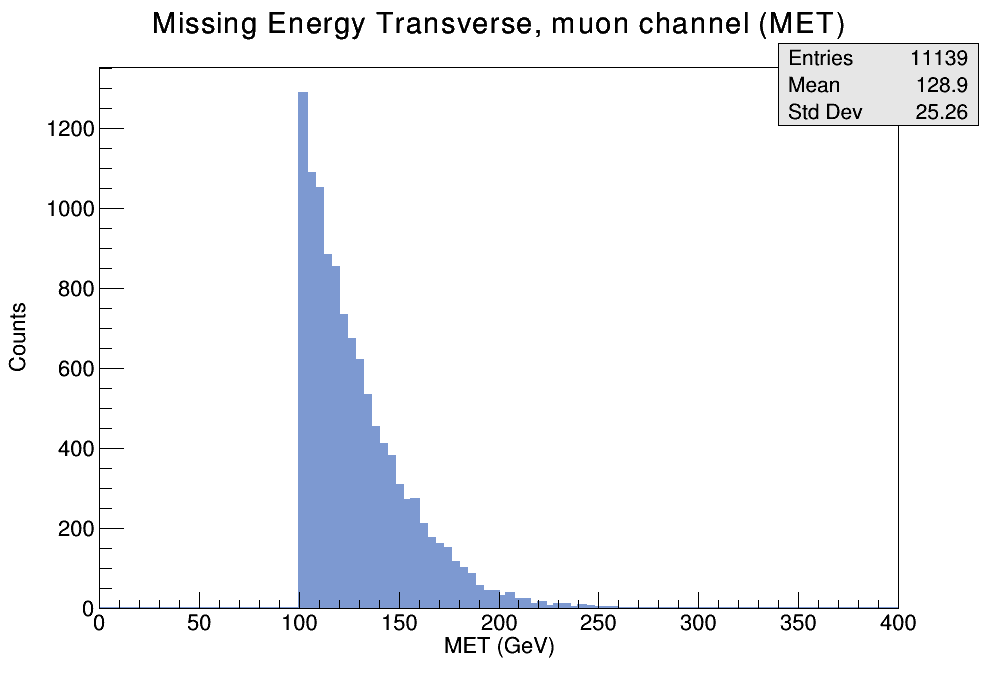 Missing Energy Transverse, muon channel (MET)
Entries 11139
Mean 128.9
Std Dev 25.26
1200
1000
800
600
400
200
0
Counts
0 50 100 150 200 250 300 350 400
MET (GeV)